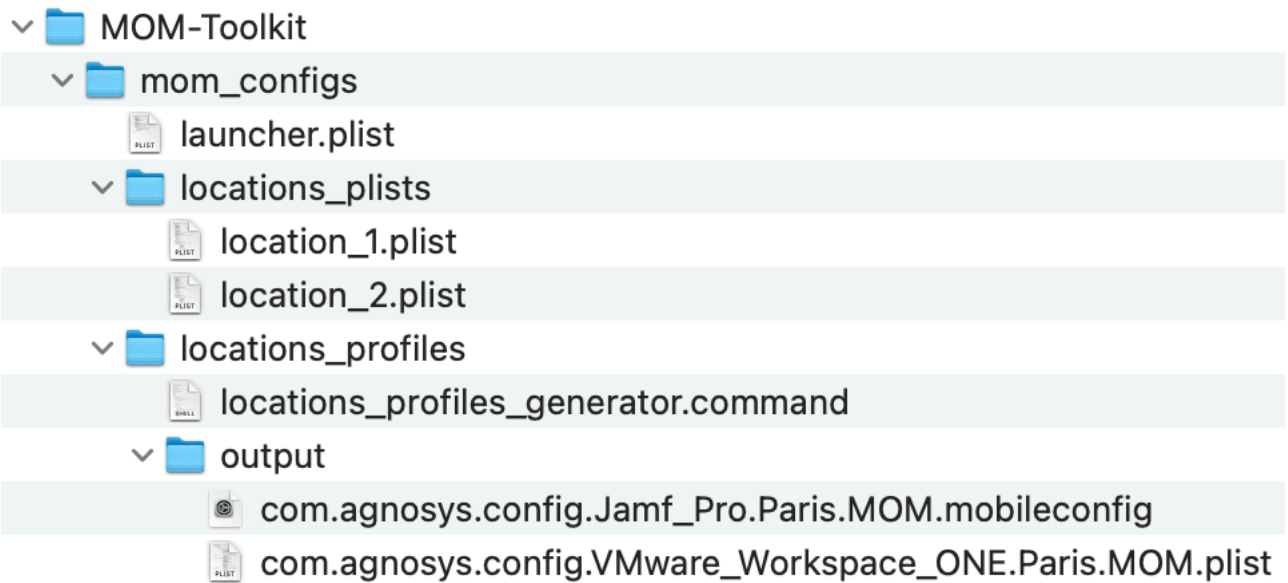 MOM-Toolkit
mom_configs
launcher.plist
locations_plists
location_1.plist
location_2.plist
locations_profiles
locations_profiles_generator.command
output
com.agnosys.config.Jamf_Pro.Paris.MOM.mobileconfig
com.agnosys.config.VMware_Workspace_ONE.Paris.MOM.plist